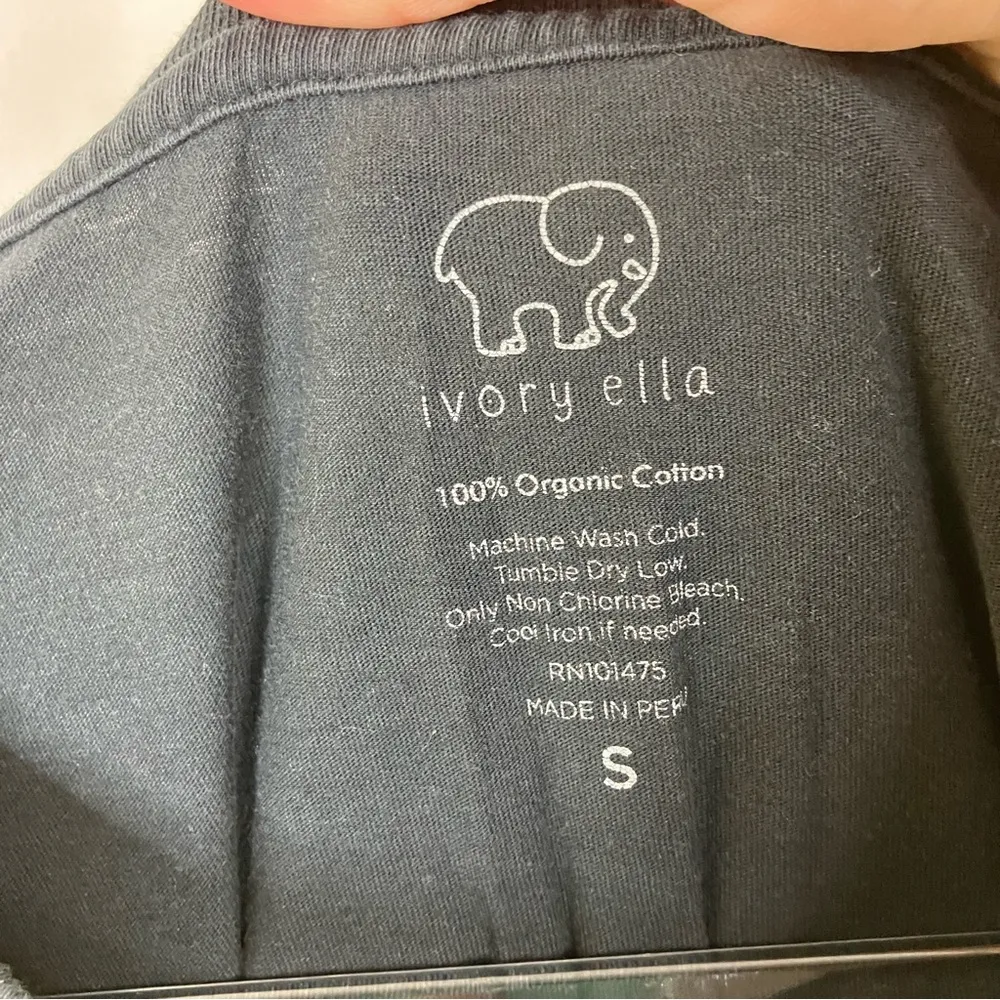 ivory ella
100% Organic Cotton
Machine Wash Cold.
Tumble Dry Low.
Only Non Chlorine Bleach.
Cool Iron if needed.
RN101475
MADE IN PERU
S